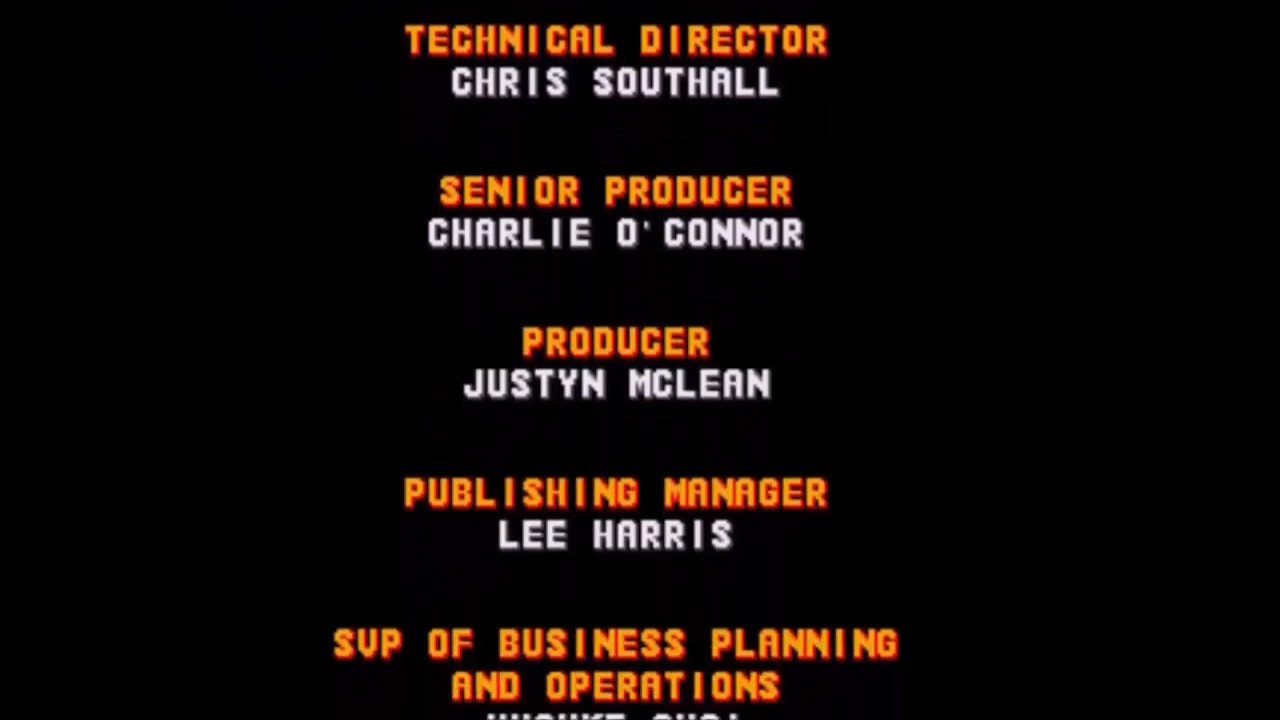 TECHNICAL DIRECTOR
CHRIS SOUTHALL
SENIOR PRODUCER
CHARLIE O'CONNOR
PRODUCER
JUSTYN MCLEAN
PUBLISHING MANAGER
LEE HARRIS
SVP OF BUSINESS PLANNING
AND OPERATIONS